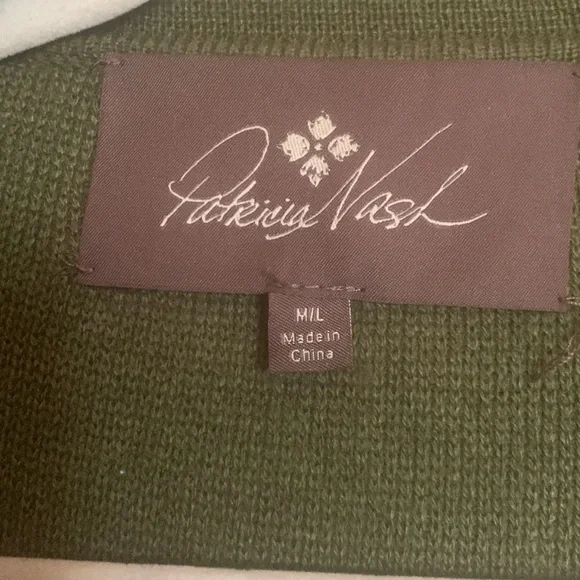 Patricia Nash
M/L
Made in
China